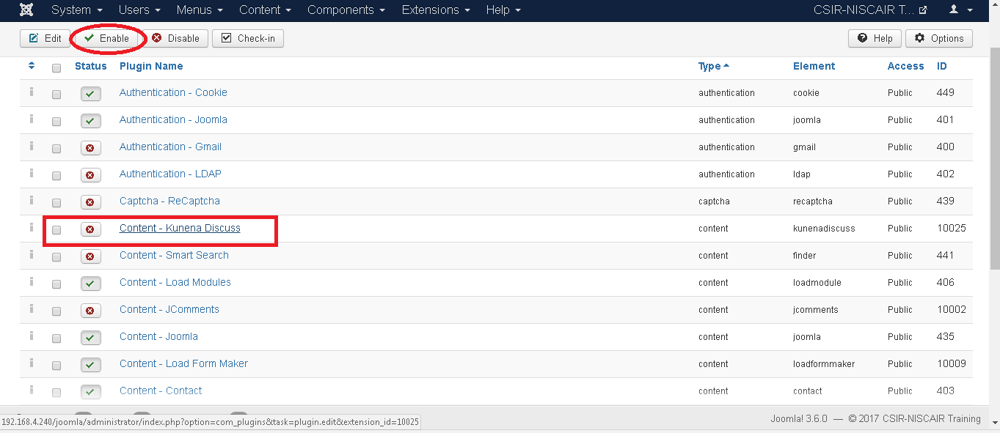 System Users Menus Content Components Extensions Help CSIR-NISCAIR T...
Edit Enable Disable Check-in Help Options
Status Plugin Name Type Element Access ID
Authentication - Cookie authentication cookie Public 449
Authentication - Joomla authentication joomla Public 401
Authentication - Gmail authentication gmail Public 400
Authentication - LDAP authentication ldap Public 402
Captcha - ReCaptcha captcha recaptcha Public 439
Content - Kunena Discuss content kunenadiscuss Public 10025
Content - Smart Search content finder Public 441
Content - Load Modules content loadmodule Public 406
Content - JComments content jcomments Public 10002
Content - Joomla content joomla Public 435
Content - Load Form Maker content loadformmaker Public 10009
Content - Contact content contact Public 403
192.168.4.240/joomla/administrator/index.php?option=com_plugins&task=plugin.edit&extension_id=10025 Joomla! 3.6.0 — © 2017 CSIR-NISCAIR Training